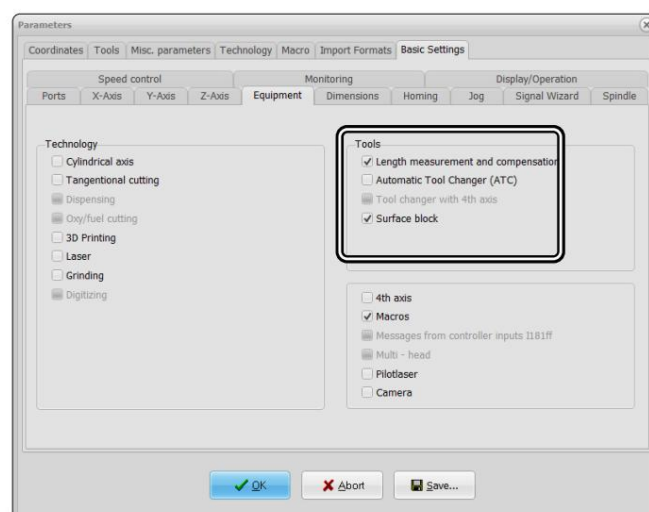 Parameters
Coordinates Tools Misc. parameters Technology Macro Import Formats Basic Settings
Speed control Monitoring Display/Operation
Ports X-Axis Y-Axis Z-Axis Equipment Dimensions Homing Jog Signal Wizard Spindle
Technology
Cylindrical axis
Tangentional cutting
Dispensing
Oxy/fuel cutting
3D Printing
Laser
Grinding
Digitizing
Tools
Length measurement and compensation
Automatic Tool Changer (ATC)
Tool changer with 4th axis
Surface block
4th axis
Macros
Messages from controller inputs I181ff
Multi - head
Pilotlaser
Camera
OK Abort Save...